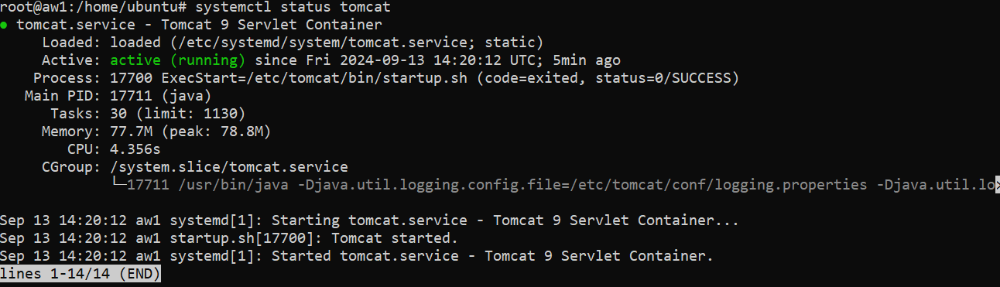 root@aw1:/home/ubuntu# systemctl status tomcat
● tomcat.service - Tomcat 9 Servlet Container
     Loaded: loaded (/etc/systemd/system/tomcat.service; static)
     Active: active (running) since Fri 2024-09-13 14:20:12 UTC; 5min ago
    Process: 17700 ExecStart=/etc/tomcat/bin/startup.sh (code=exited, status=0/SUCCESS)
   Main PID: 17711 (java)
      Tasks: 30 (limit: 1130)
     Memory: 77.7M (peak: 78.8M)
        CPU: 4.356s
     CGroup: /system.slice/tomcat.service
             └─17711 /usr/bin/java -Djava.util.logging.config.file=/etc/tomcat/conf/logging.properties -Djava.util.lo>
Sep 13 14:20:12 aw1 systemd[1]: Starting tomcat.service - Tomcat 9 Servlet Container...
Sep 13 14:20:12 aw1 startup.sh[17700]: Tomcat started.
Sep 13 14:20:12 aw1 systemd[1]: Started tomcat.service - Tomcat 9 Servlet Container.
lines 1-14/14 (END)